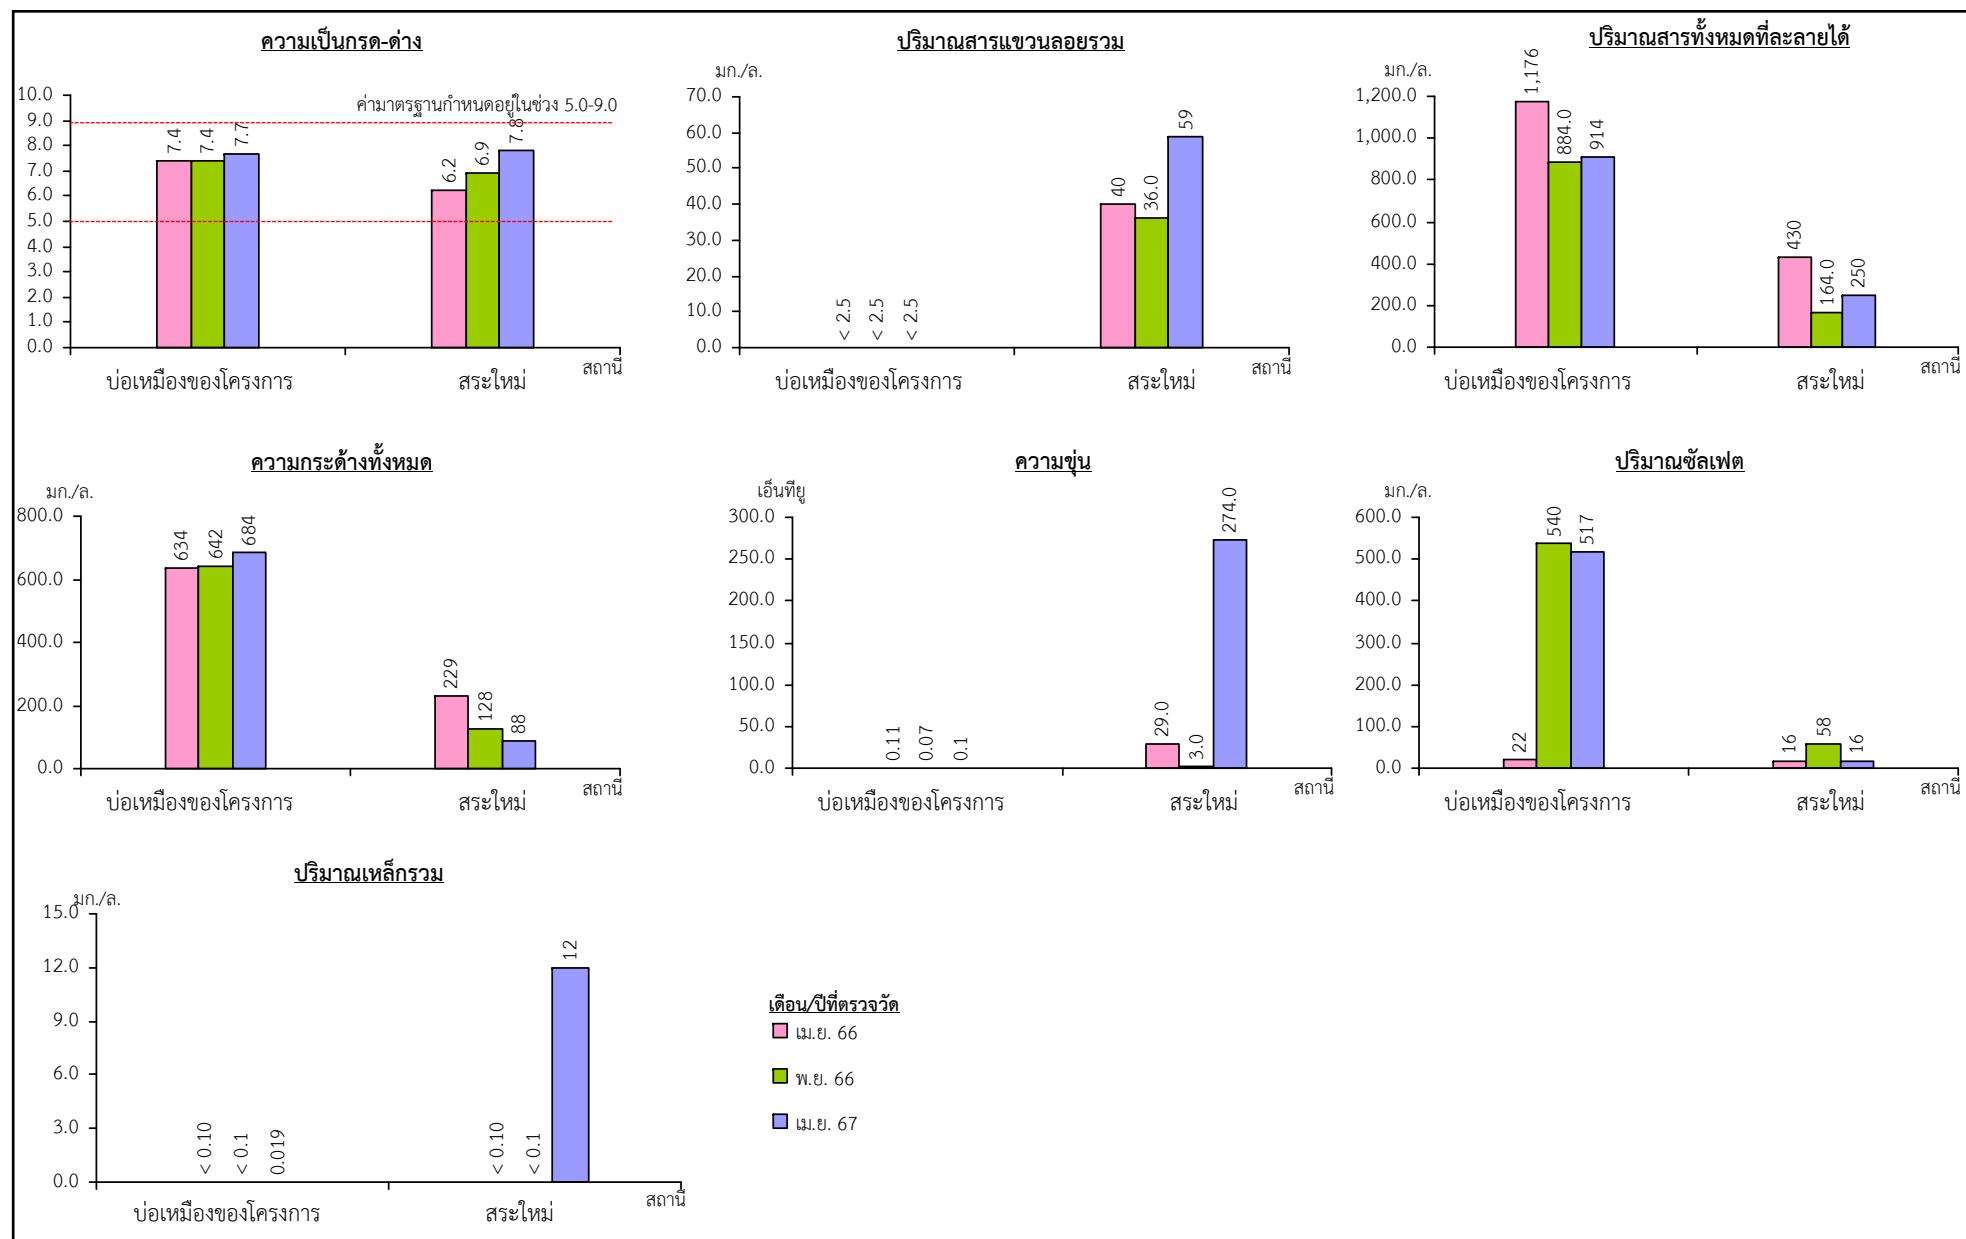 ความเป็นกรด-ด่าง
10.0
9.0
8.0
7.0
6.0
5.0
4.0
3.0
2.0
1.0
0.0
ค่ามาตรฐานกำหนดอยู่ในช่วง 5.0-9.0
7.4
7.4
7.7
6.2
6.9
7.8
บ่อเหมืองของโครงการ
สระใหม่
สถานี
ปริมาณสารแขวนลอยรวม
มก./ล.
70.0
60.0
50.0
40.0
30.0
20.0
10.0
0.0
< 2.5
< 2.5
< 2.5
40
36.0
59
บ่อเหมืองของโครงการ
สระใหม่
สถานี
ปริมาณสารทั้งหมดที่ละลายได้
มก./ล.
1,200.0
1,000.0
800.0
600.0
400.0
200.0
0.0
1,176
884.0
914
430
164.0
250
บ่อเหมืองของโครงการ
สระใหม่
สถานี
ความกระด้างทั้งหมด
มก./ล.
800.0
600.0
400.0
200.0
0.0
634
642
684
229
128
88
บ่อเหมืองของโครงการ
สระใหม่
สถานี
ความขุ่น
เอ็นทียู
300.0
250.0
200.0
150.0
100.0
50.0
0.0
0.11
0.07
0.1
29.0
3.0
274.0
บ่อเหมืองของโครงการ
สระใหม่
สถานี
ปริมาณซัลเฟต
มก./ล.
600.0
500.0
400.0
300.0
200.0
100.0
0.0
22
540
517
16
58
16
บ่อเหมืองของโครงการ
สระใหม่
สถานี
ปริมาณเหล็กรวม
มก./ล.
15.0
12.0
9.0
6.0
3.0
0.0
< 0.10
< 0.1
0.019
< 0.10
< 0.1
12
บ่อเหมืองของโครงการ
สระใหม่
สถานี
เดือน/ปีที่ตรวจวัด
เม.ย. 66
พ.ย. 66
เม.ย. 67